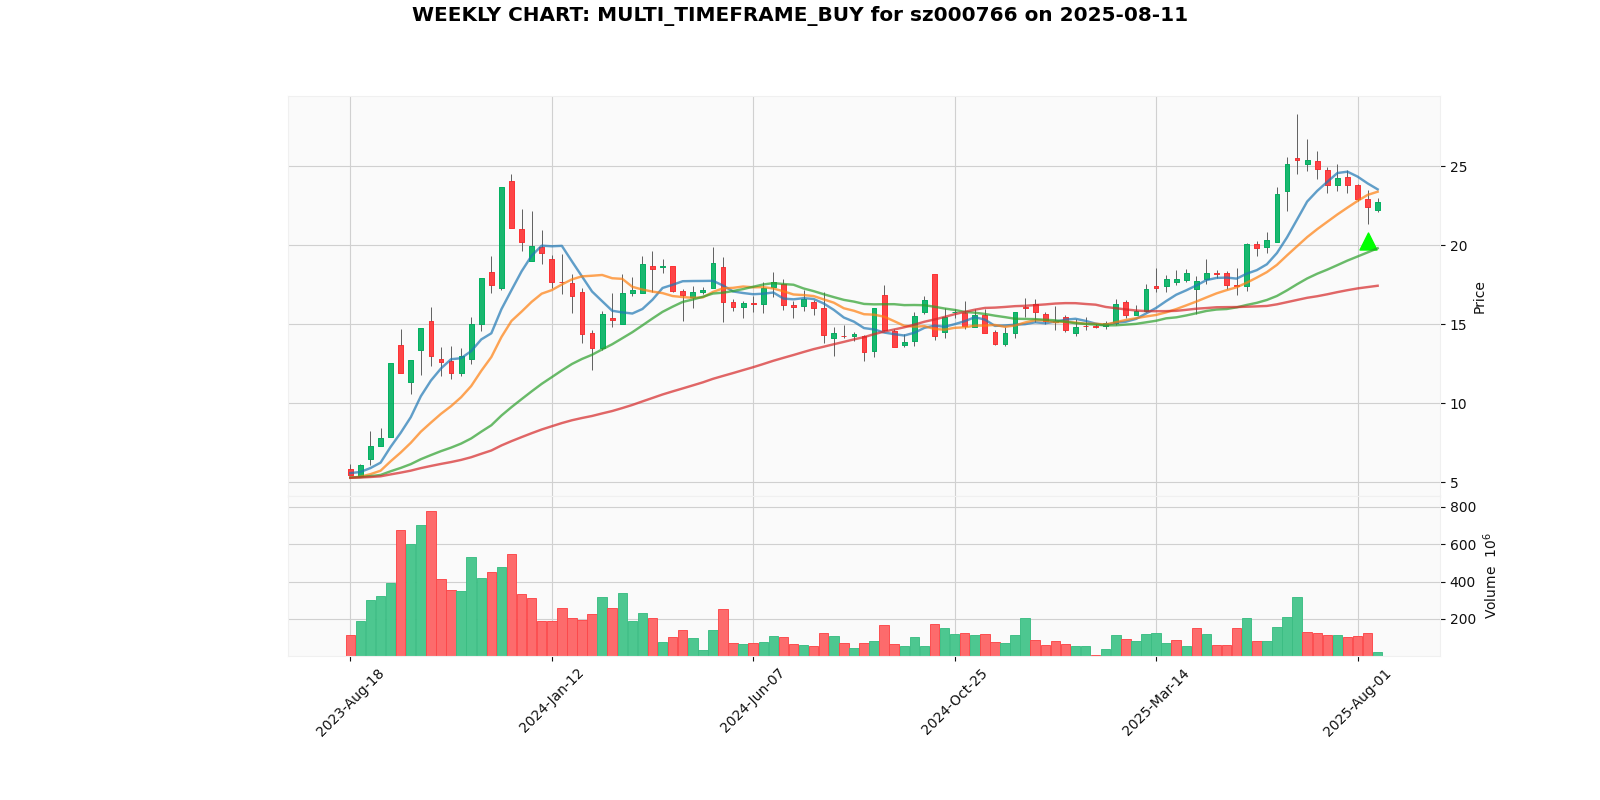 WEEKLY CHART: MULTI_TIMEFRAME_BUY for sz000766 on 2025-08-11
25
20
15
10
5
Price
800
600
400
200
Volume 10⁶
2023-Aug-18
2024-Jan-12
2024-Jun-07
2024-Oct-25
2025-Mar-14
2025-Aug-01